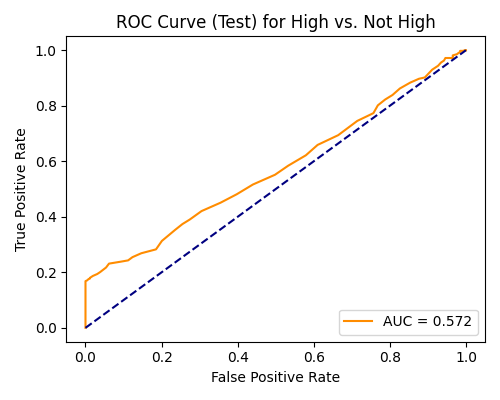 ROC Curve (Test) for High vs. Not High
True Positive Rate
1.0
0.8
0.6
0.4
0.2
0.0
AUC = 0.572
0.0 0.2 0.4 0.6 0.8 1.0
False Positive Rate